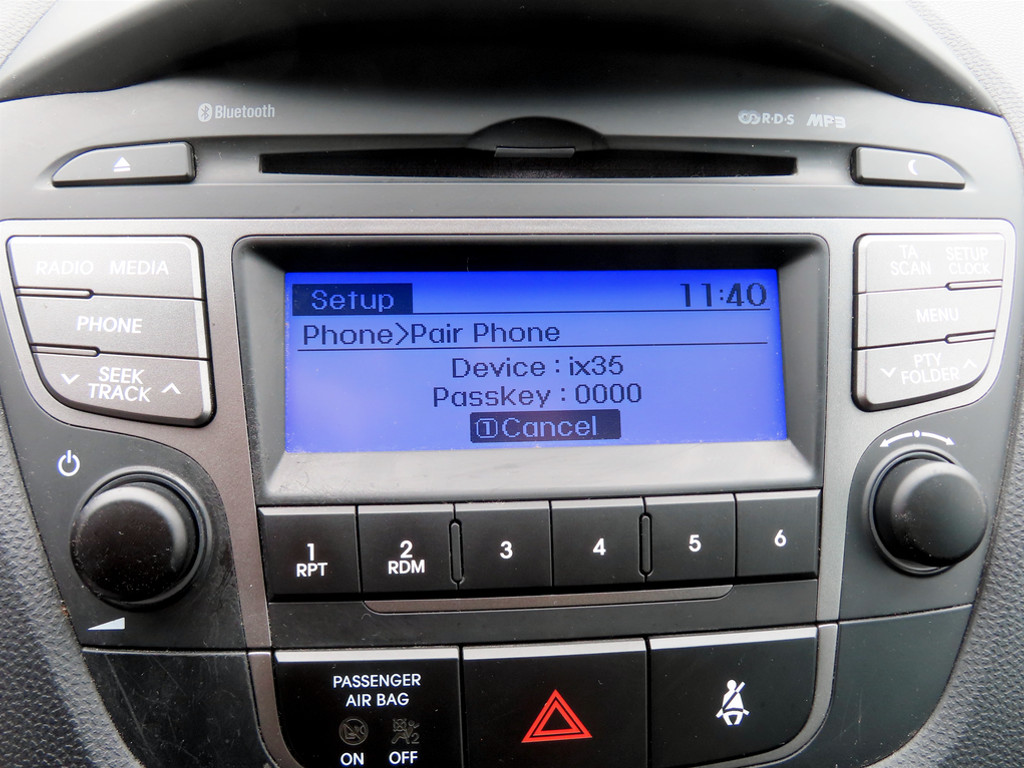 Bluetooth
R·D·S MP3
RADIO MEDIA
PHONE
SEEK
TRACK
Setup 11:40
Phone>Pair Phone
Device : ix35
Passkey : 0000
1 Cancel
TA
SCAN
SETUP
CLOCK
MENU
PTY
FOLDER
1
RPT
2
RDM
3
4
5
6
PASSENGER
AIR BAG
ON OFF